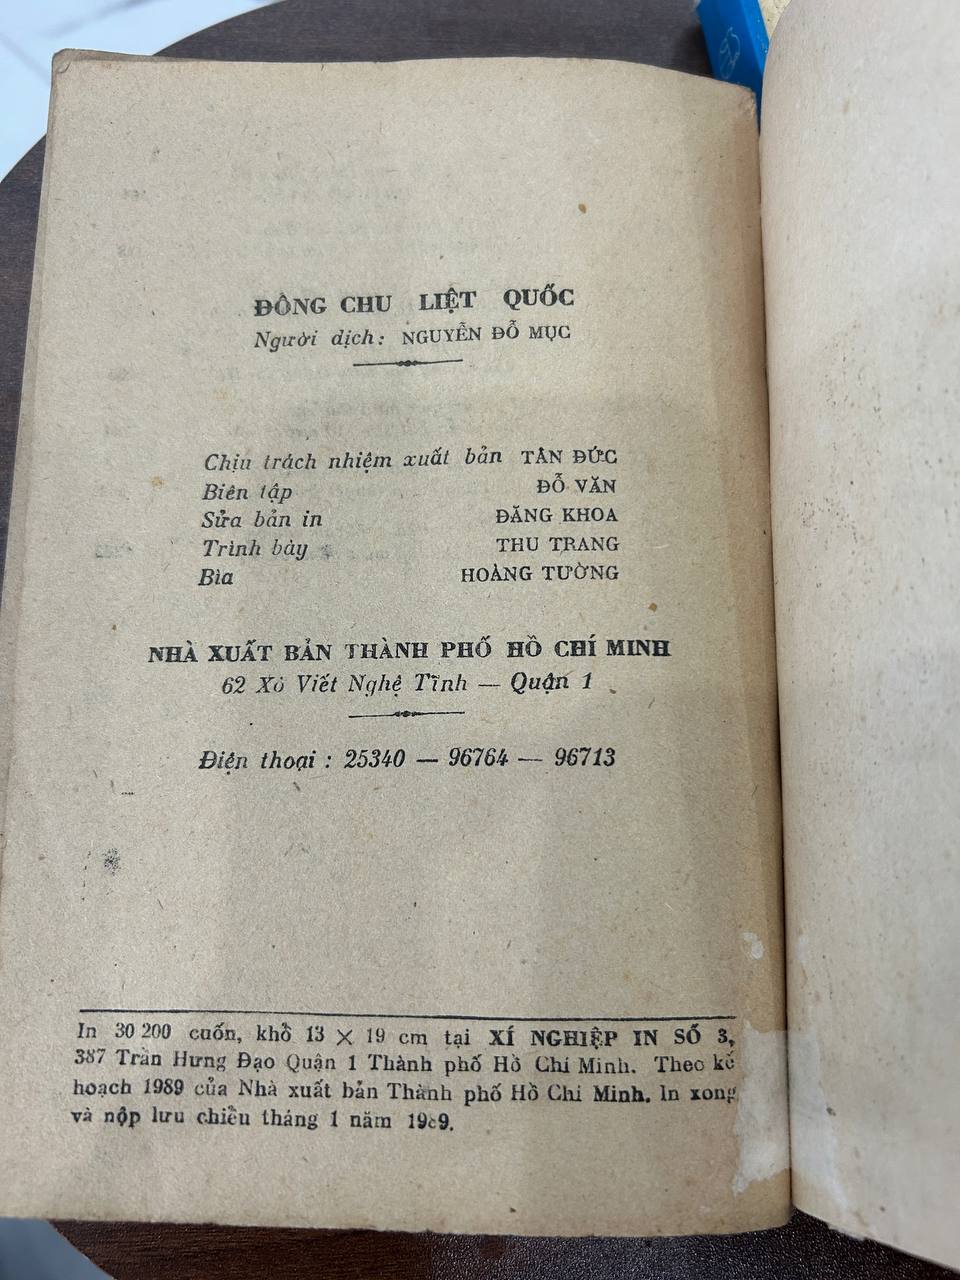 ĐÔNG CHU LIỆT QUỐC
Người dịch: NGUYỄN ĐỖ MỤC
Chịu trách nhiệm xuất bản TÂN ĐỨC
Biên tập ĐỖ VĂN
Sửa bản in ĐĂNG KHOA
Trình bày THU TRANG
Bìa HOÀNG TƯỜNG
NHÀ XUẤT BẢN THÀNH PHỐ HỒ CHÍ MINH
62 Xô Viết Nghệ Tĩnh — Quận 1
Điện thoại : 25340 — 96764 — 96713
In 30 200 cuốn, khổ 13 × 19 cm tại XÍ NGHIỆP IN SỐ 3,
387 Trần Hưng Đạo Quận 1 Thành phố Hồ Chí Minh. Theo kế
hoạch 1989 của Nhà xuất bản Thành phố Hồ Chí Minh. In xong
và nộp lưu chiểu tháng 1 năm 1989.